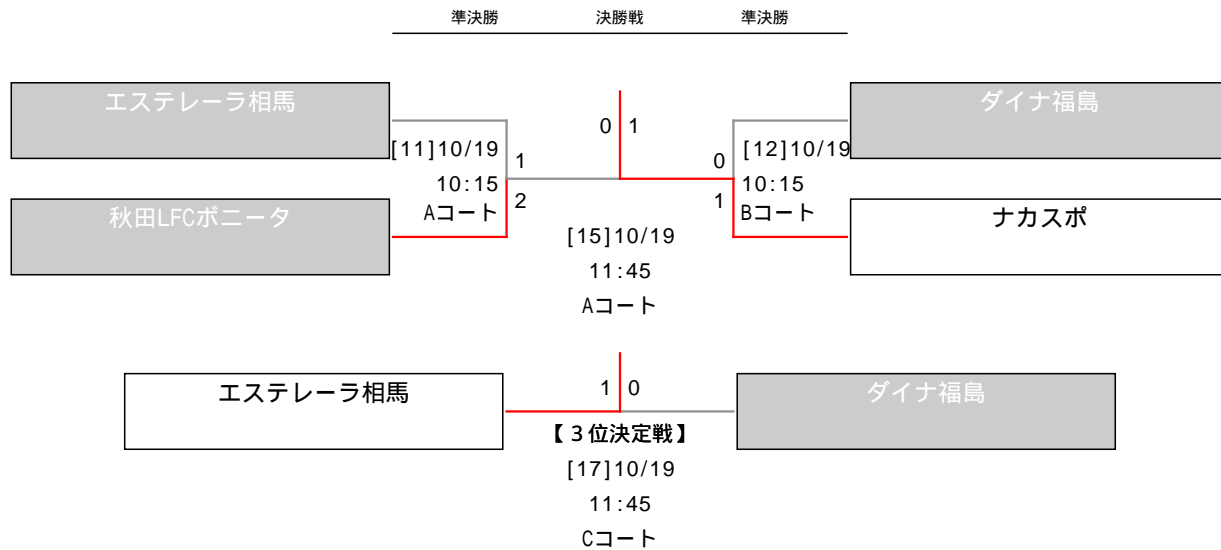 準決勝 決勝戦 準決勝
エステレーラ相馬
ダイナ福島
0 1
[11]10/19
1
0
[12]10/19
10:15
10:15
Aコート
2
1
Bコート
秋田LFCボニータ
ナカスポ
[15]10/19
11:45
Aコート
エステレーラ相馬
1 0
ダイナ福島
【３位決定戦】
[17]10/19
11:45
Cコート